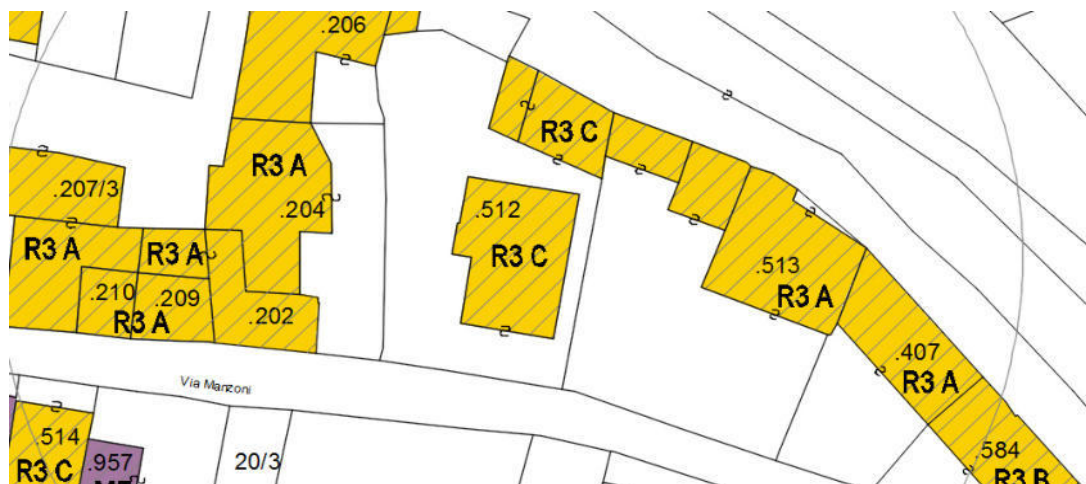 .206
R3 C
R3 A
.207/3
.204
.512
R3 A
R3 A
R3 C
.513
.210
.209
R3 A
R3 A
.202
.407
R3 A
Via Manzoni
.514
.957
20/3
.584
R3 C
R3 B